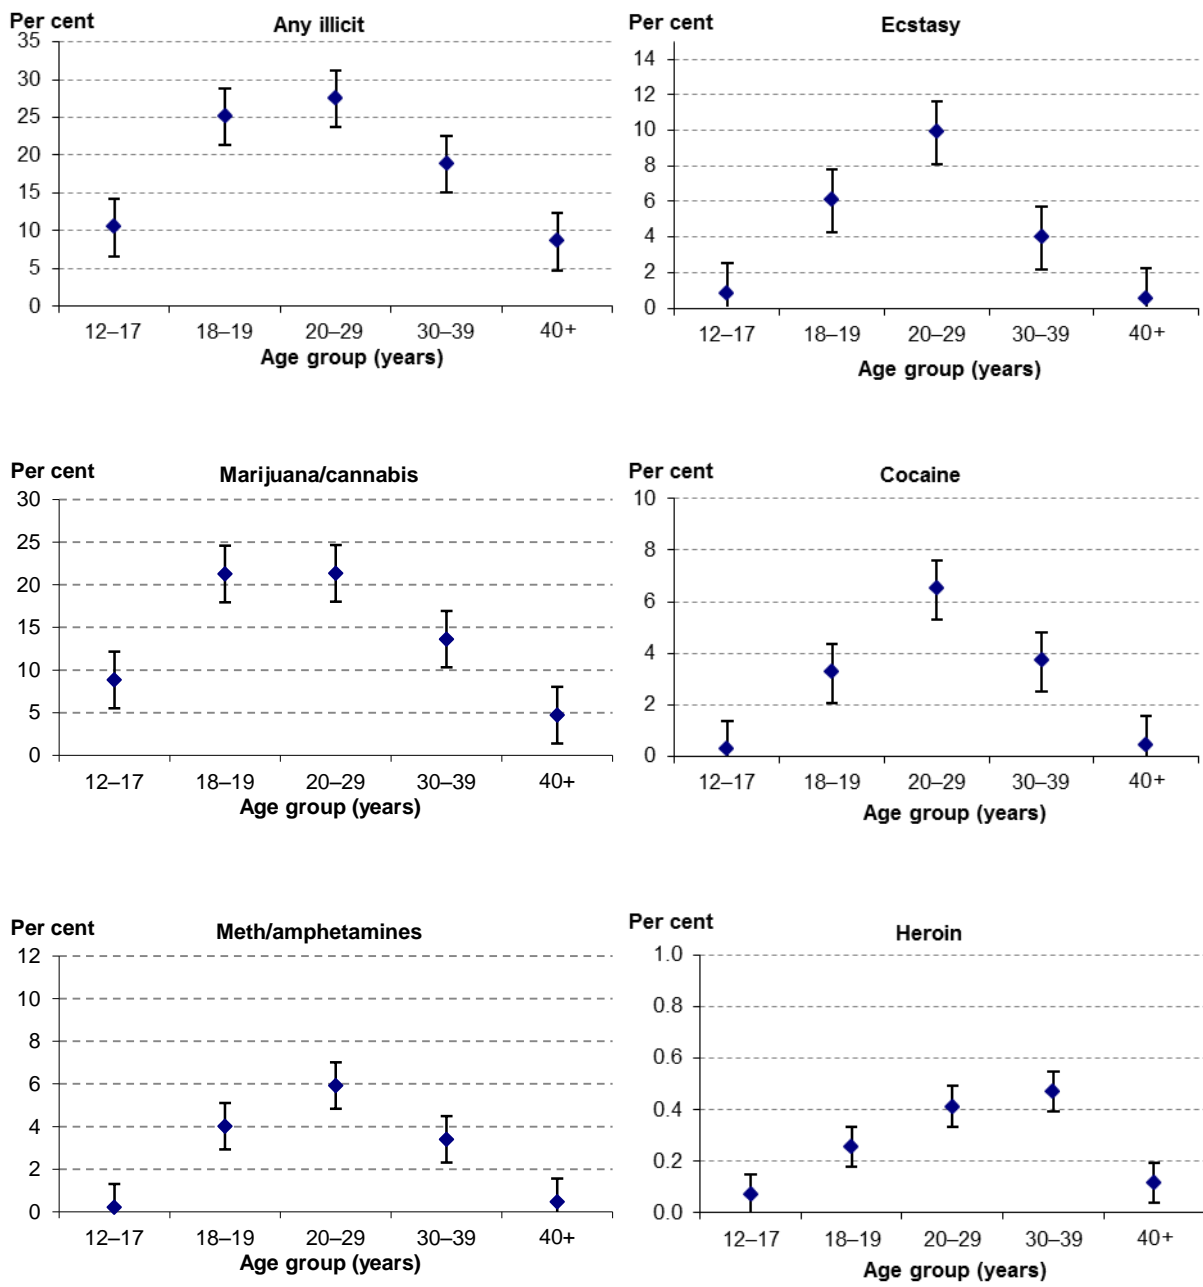 Per cent
Any illicit
35
30
25
20
15
10
5
0
12–17 18–19 20–29 30–39 40+
Age group (years)
Per cent
Ecstasy
14
12
10
8
6
4
2
0
12–17 18–19 20–29 30–39 40+
Age group (years)
Per cent
Marijuana/cannabis
30
25
20
15
10
5
0
12–17 18–19 20–29 30–39 40+
Age group (years)
Per cent
Cocaine
10
8
6
4
2
0
12–17 18–19 20–29 30–39 40+
Age group (years)
Per cent
Meth/amphetamines
12
10
8
6
4
2
0
12–17 18–19 20–29 30–39 40+
Age group (years)
Per cent
Heroin
1.0
0.8
0.6
0.4
0.2
0.0
12–17 18–19 20–29 30–39 40+
Age group (years)